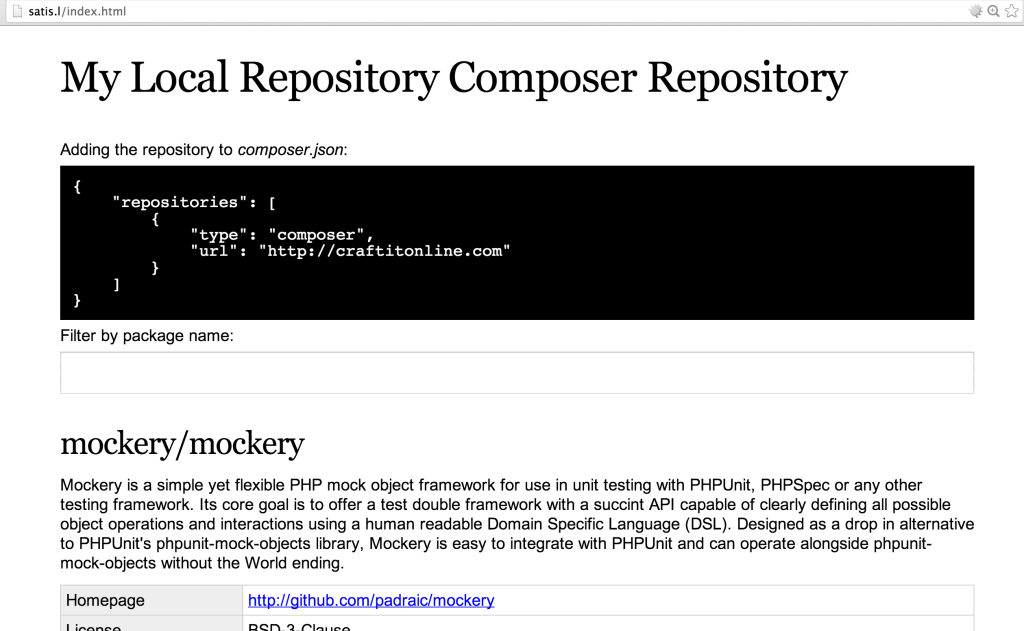 satis.l/index.html
My Local Repository Composer Repository
Adding the repository to composer.json:
{
    "repositories": [
        {
            "type": "composer",
            "url": "http://craftitonline.com"
        }
    ]
}
Filter by package name:
mockery/mockery
Mockery is a simple yet flexible PHP mock object framework for use in unit testing with PHPUnit, PHPSpec or any other
testing framework. Its core goal is to offer a test double framework with a succint API capable of clearly defining all possible
object operations and interactions using a human readable Domain Specific Language (DSL). Designed as a drop in alternative
to PHPUnit's phpunit-mock-objects library, Mockery is easy to integrate with PHPUnit and can operate alongside phpunit-
mock-objects without the World ending.
Homepage http://github.com/padraic/mockery
License BSD-3-Clause